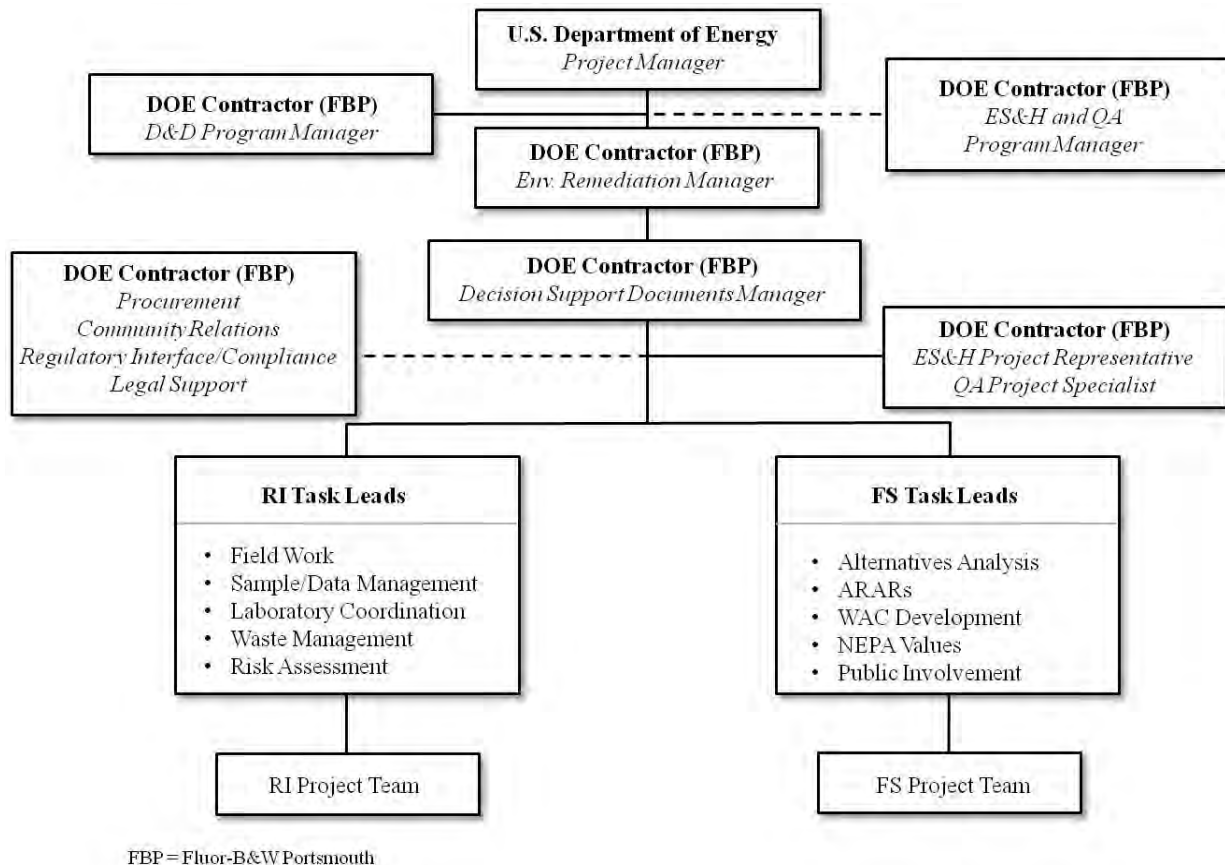 U.S. Department of Energy
Project Manager
DOE Contractor (FBP)
D&D Program Manager
DOE Contractor (FBP)
ES&H and QA
Program Manager
DOE Contractor (FBP)
Env. Remediation Manager
DOE Contractor (FBP)
Decision Support Documents Manager
DOE Contractor (FBP)
Procurement
Community Relations
Regulatory Interface/Compliance
Legal Support
DOE Contractor (FBP)
ES&H Project Representative
QA Project Specialist
RI Task Leads
• Field Work
• Sample/Data Management
• Laboratory Coordination
• Waste Management
• Risk Assessment
FS Task Leads
• Alternatives Analysis
• ARARs
• WAC Development
• NEPA Values
• Public Involvement
RI Project Team
FS Project Team
FBP = Fluor-B&W Portsmouth